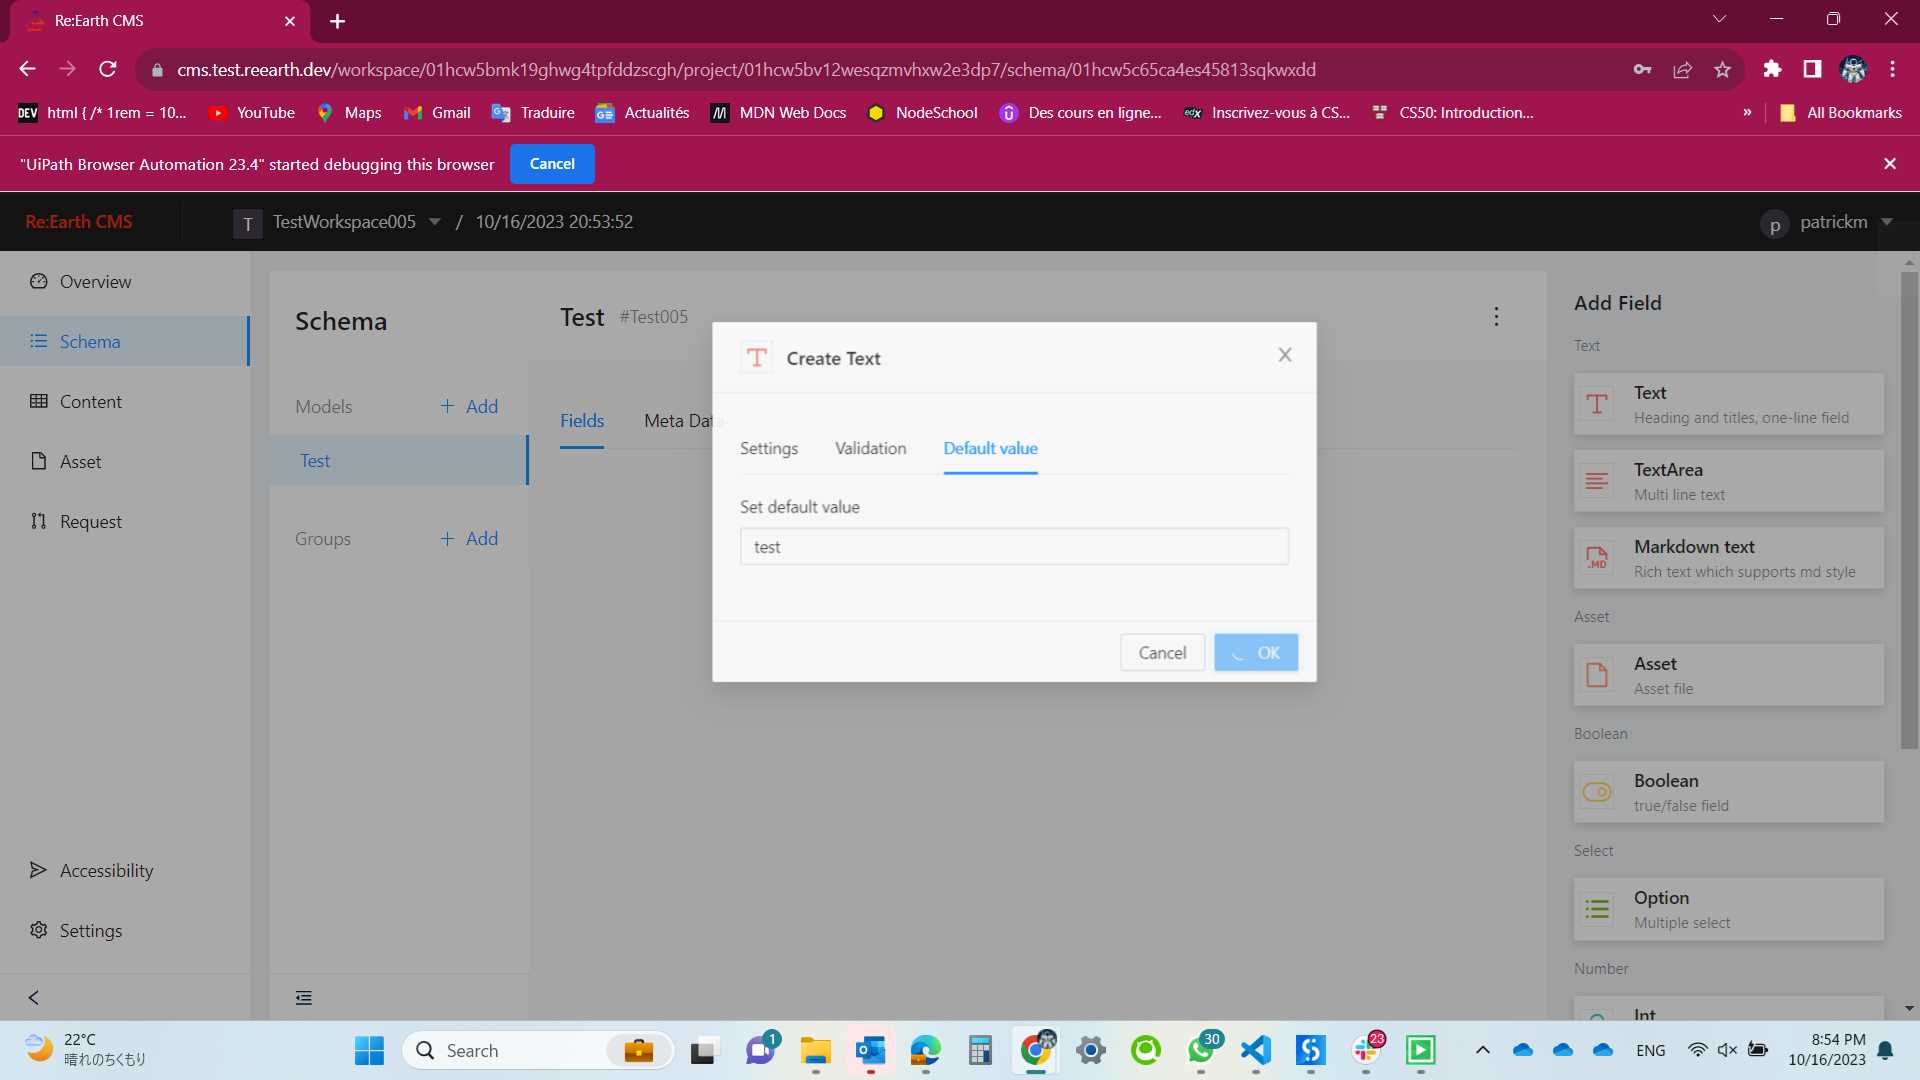 Re:Earth CMS
cms.test.reearth.dev/workspace/01hcw5bmk19ghwg4tpfddzscgh/project/01hcw5bv12wesqzmvhxw2e3dp7/schema/01hcw5c65ca4es45813sqkwxdd
DEV html { /* 1rem = 10... YouTube Maps Gmail Traduire Actualités MDN Web Docs NodeSchool Des cours en ligne... edX Inscrivez-vous à CS... CS50: Introduction... » All Bookmarks
"UiPath Browser Automation 23.4" started debugging this browser Cancel
Re:Earth CMS T TestWorkspace005 / 10/16/2023 20:53:52 p patrickm
Overview
Schema
Content
Asset
Request
Accessibility
Settings
Schema
Models + Add
Test
Groups + Add
Test #Test005
Fields Meta Data
Create Text
Settings Validation Default value
Set default value
test
Cancel OK
Add Field
Text
Text
Heading and titles, one-line field
TextArea
Multi line text
Markdown text
.MD
Rich text which supports md style
Asset
Asset
Asset file
Boolean
Boolean
true/false field
Select
Option
Multiple select
Number
Int
22°C
晴れのちくもり
Search
1
30
23
ENG
8:54 PM
10/16/2023